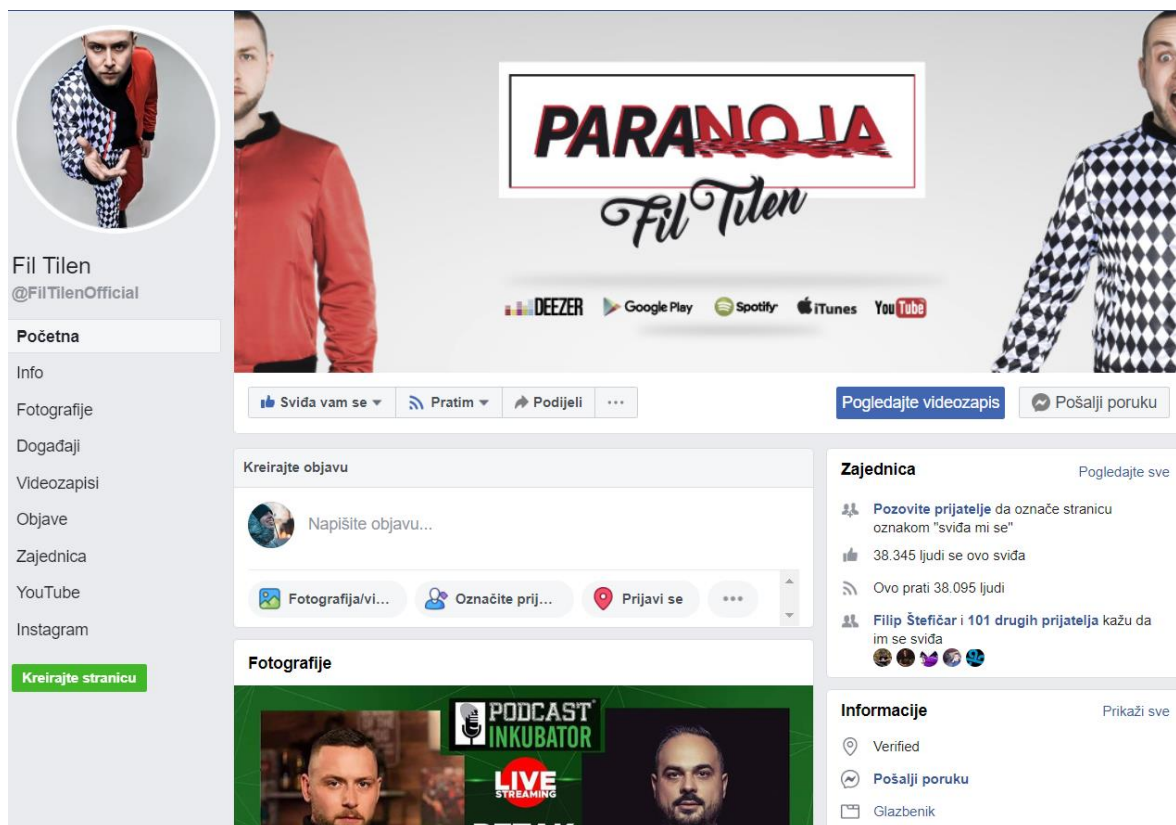 PARANOJA
Fil Tilen
DEEZER
Google Play
Spotify
iTunes
YouTube
Fil Tilen
@FilTilenOfficial
Početna
Info
Fotografije
Događaji
Videozapisi
Objave
Zajednica
YouTube
Instagram
Kreirajte stranicu
Sviđa vam se
Pratim
Podijeli
...
Pogledajte videozapis
Pošalji poruku
Kreirajte objavu
Napišite objavu...
Fotografija/vi...
Označite prij...
Prijavi se
...
Fotografije
PODCAST
INKUBATOR
LIVE
STREAMING
Zajednica
Pogledajte sve
Pozovite prijatelje da označe stranicu
oznakom "sviđa mi se"
38.345 ljudi se ovo sviđa
Ovo prati 38.095 ljudi
Filip Štefičar i 101 drugih prijatelja kažu da
im se sviđa
Informacije
Prikaži sve
Verified
Pošalji poruku
Glazbenik